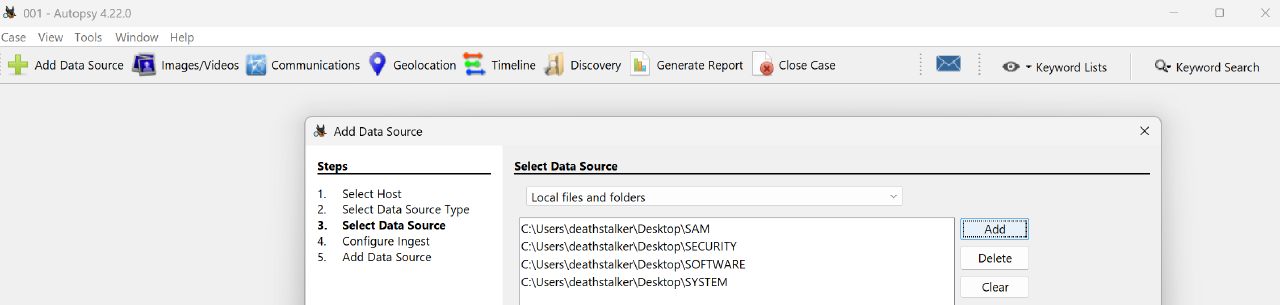 001 - Autopsy 4.22.0
Case View Tools Window Help
Add Data Source Images/Videos Communications Geolocation Timeline Discovery Generate Report Close Case Keyword Lists Keyword Search
Add Data Source
Steps
1. Select Host
2. Select Data Source Type
3. Select Data Source
4. Configure Ingest
5. Add Data Source
Select Data Source
Local files and folders
C:\Users\deathstalker\Desktop\SAM
C:\Users\deathstalker\Desktop\SECURITY
C:\Users\deathstalker\Desktop\SOFTWARE
C:\Users\deathstalker\Desktop\SYSTEM
Add
Delete
Clear